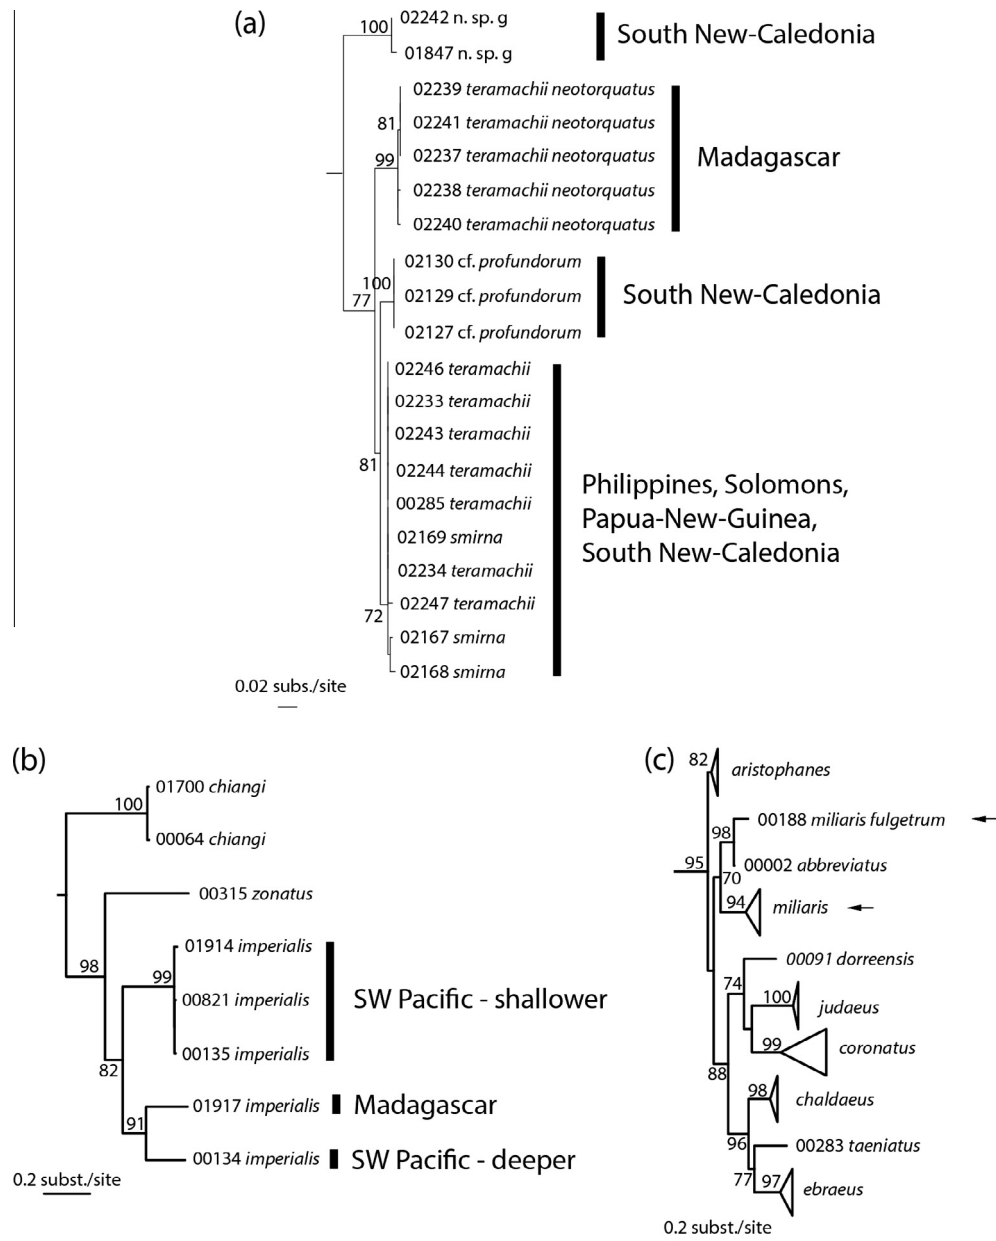 (a)
02242 n. sp. g
100
01847 n. sp. g
South New-Caledonia
02239 teramachii neotorquatus
81
02241 teramachii neotorquatus
02237 teramachii neotorquatus
99
02238 teramachii neotorquatus
02240 teramachii neotorquatus
Madagascar
02130 cf. profundorum
100
77
02129 cf. profundorum
02127 cf. profundorum
South New-Caledonia
02246 teramachii
02233 teramachii
02243 teramachii
81
02244 teramachii
00285 teramachii
02169 smirna
02234 teramachii
02247 teramachii
72
02167 smirna
02168 smirna
Philippines, Solomons,
Papua-New-Guinea,
South New-Caledonia
0.02 subs./site
(b)
01700 chiangi
100
00064 chiangi
00315 zonatus
98
01914 imperialis
99
00821 imperialis
00135 imperialis
SW Pacific - shallower
82
01917 imperialis
Madagascar
91
00134 imperialis
SW Pacific - deeper
0.2 subst./site
(c)
82
aristophanes
00188 miliaris fulgetrum
98
95
00002 abbreviatus
70
94
miliaris
00091 dorreensis
74
100
judaeus
99
coronatus
88
98
chaldaeus
96
00283 taeniatus
77
97
ebraeus
0.2 subst./site